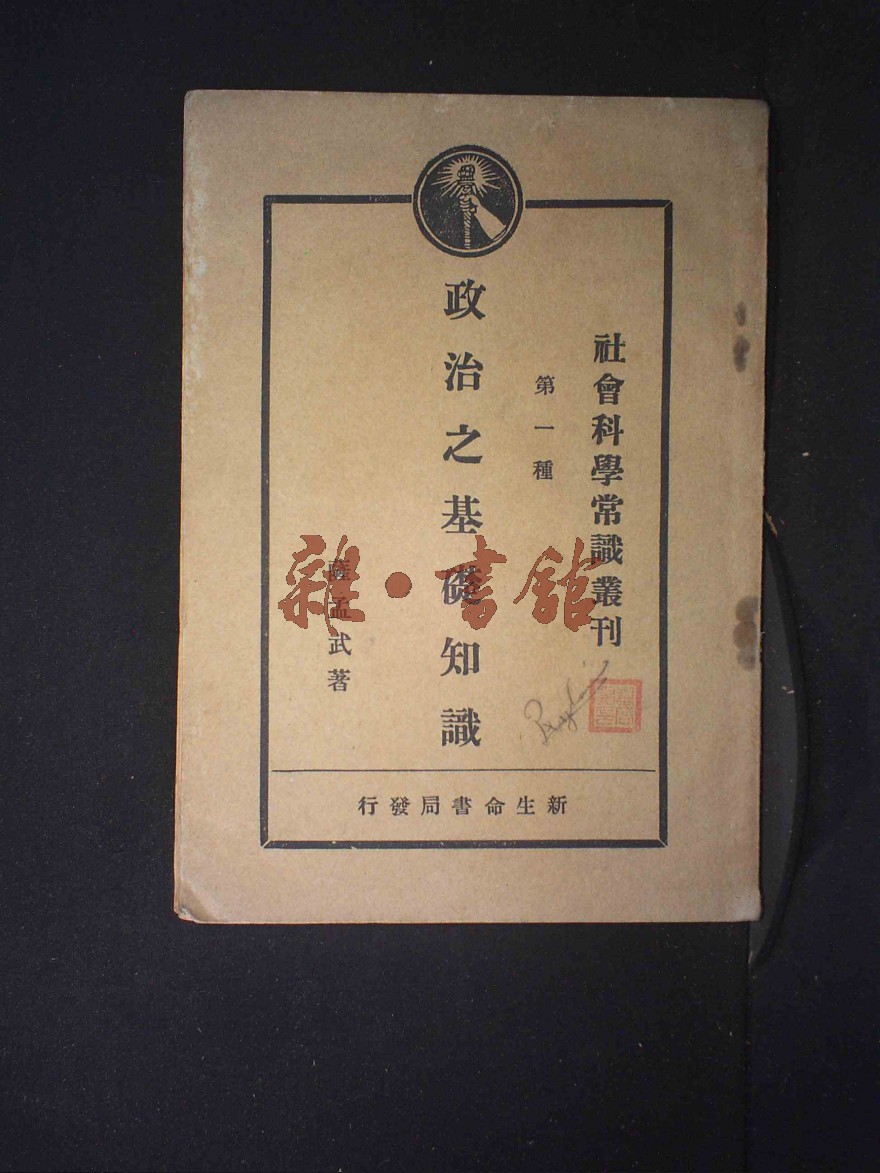 社會科學常識叢刊
第一種
政治之基礎知識
薩孟武著
新生命書局發行
雜·書館